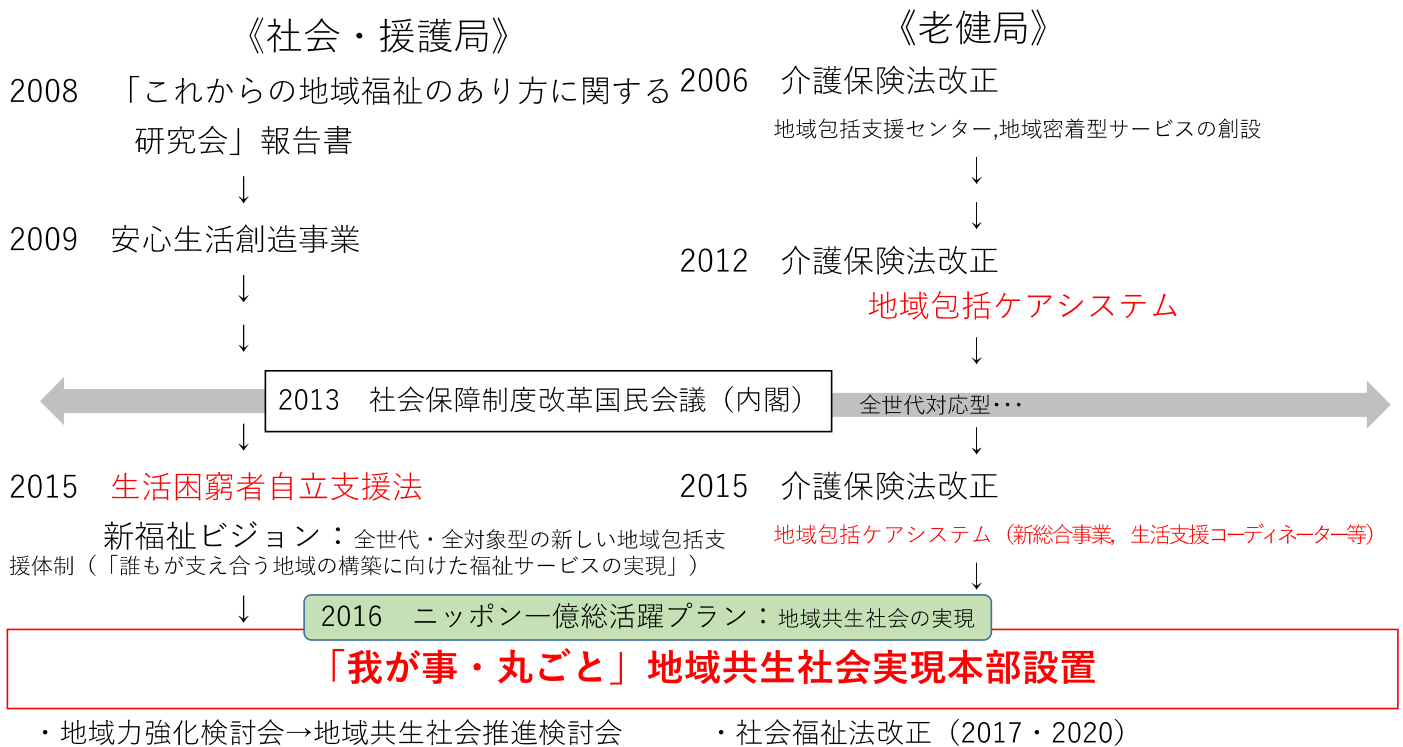 《社会・援護局》
2008 「これからの地域福祉のあり方に関する
研究会」報告書
↓
2009 安心生活創造事業
↓
↓
《老健局》
2006 介護保険法改正
地域包括支援センター,地域密着型サービスの創設
↓
↓
2012 介護保険法改正
地域包括ケアシステム
↓
2013 社会保障制度改革国民会議（内閣）
全世代対応型・・・
↓
2015 生活困窮者自立支援法
新福祉ビジョン：全世代・全対象型の新しい地域包括支
援体制（「誰もが支え合う地域の構築に向けた福祉サービスの実現」）
↓
↓
2015 介護保険法改正
地域包括ケアシステム（新総合事業，生活支援コーディネーター等）
↓
2016 ニッポン一億総活躍プラン：地域共生社会の実現
「我が事・丸ごと」地域共生社会実現本部設置
・地域力強化検討会→地域共生社会推進検討会
・社会福祉法改正（2017・2020）